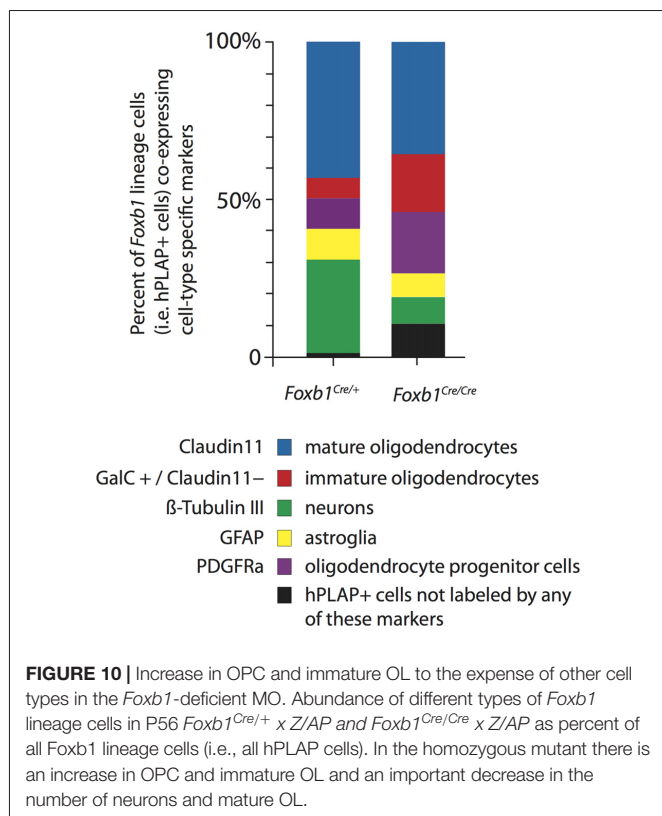 Percent of Foxb1 lineage cells
(i.e. hPLAP+ cells) co-expressing
cell-type specific markers
100%
50%
0
Foxb1Cre/+
Foxb1Cre/Cre
Claudin11 mature oligodendrocytes
GalC + / Claudin11– immature oligodendrocytes
ß-Tubulin III neurons
GFAP astroglia
PDGFRa oligodendrocyte progenitor cells
hPLAP+ cells not labeled by any
of these markers
FIGURE 10 | Increase in OPC and immature OL to the expense of other cell
types in the Foxb1-deficient MO. Abundance of different types of Foxb1
lineage cells in P56 Foxb1Cre/+ x Z/AP and Foxb1Cre/Cre x Z/AP as percent of
all Foxb1 lineage cells (i.e., all hPLAP cells). In the homozygous mutant there is
an increase in OPC and immature OL and an important decrease in the
number of neurons and mature OL.